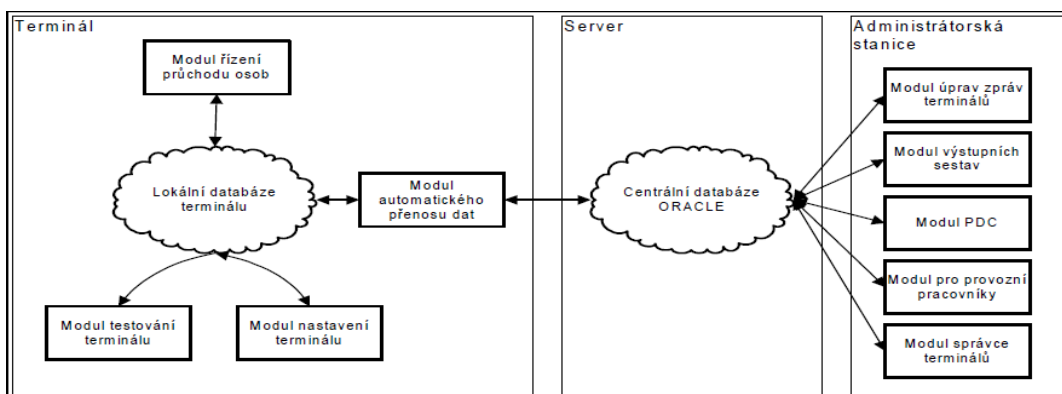 Terminál
Modul řízení
průchodu osob
Lokální databáze
terminálu
Modul
automatického
přenosu dat
Modul testování
terminálu
Modul nastavení
terminálu
Server
Centrální databáze
ORACLE
Administrátorská
stanice
Modul úprav zpráv
terminálů
Modul výstupních
sestav
Modul PDC
Modul pro provozní
pracovníky
Modul správce
terminálů